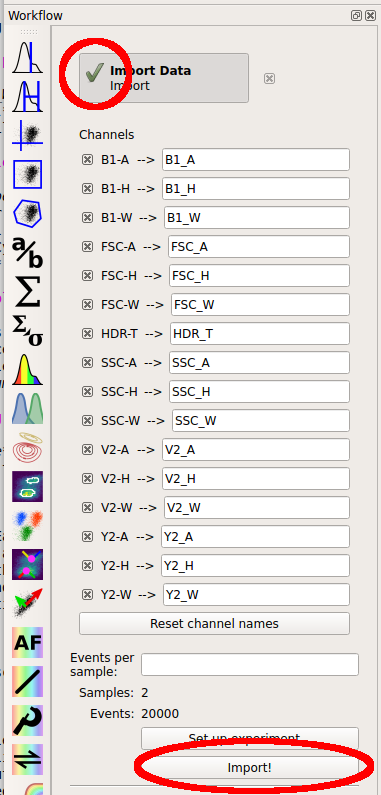 Workflow
Import Data
Import
Channels
B1-A --> B1_A
B1-H --> B1_H
B1-W --> B1_W
FSC-A --> FSC_A
FSC-H --> FSC_H
FSC-W --> FSC_W
HDR-T --> HDR_T
SSC-A --> SSC_A
SSC-H --> SSC_H
SSC-W --> SSC_W
V2-A --> V2_A
V2-H --> V2_H
V2-W --> V2_W
Y2-A --> Y2_A
Y2-H --> Y2_H
Y2-W --> Y2_W
Reset channel names
Events per
sample:
Samples: 2
Events: 20000
Set up experiment...
Import!
a/b
Σ
Σ,σ
AF